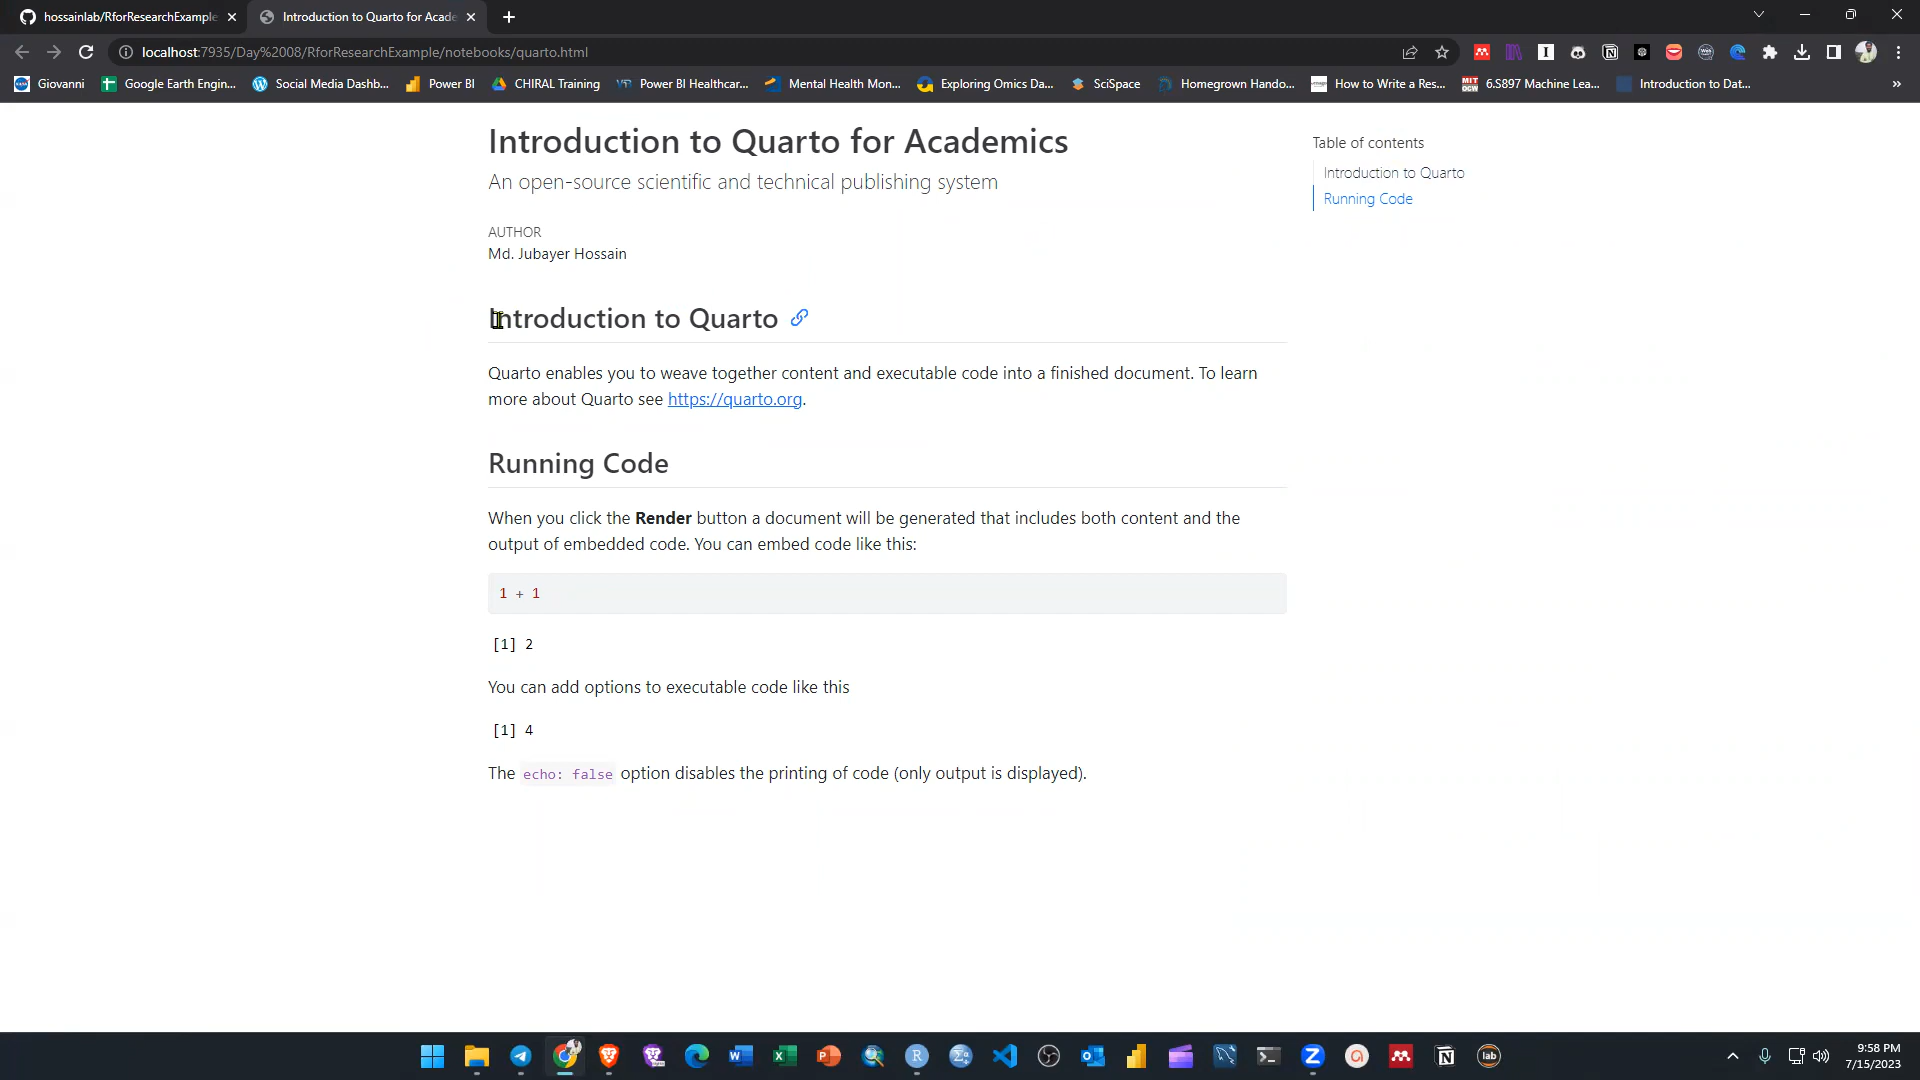 hossainlab/RforResearchExample
Introduction to Quarto for Acade
localhost:7935/Day%2008/RforResearchExample/notebooks/quarto.html
Giovanni
Google Earth Engin...
Social Media Dashb...
Power BI
CHIRAL Training
Power BI Healthcar...
Mental Health Mon...
Exploring Omics Da...
SciSpace
Homegrown Hando...
How to Write a Res...
6.S897 Machine Lea...
Introduction to Dat...
Introduction to Quarto for Academics
An open-source scientific and technical publishing system
AUTHOR
Md. Jubayer Hossain
Table of contents
Introduction to Quarto
Running Code
Introduction to Quarto
Quarto enables you to weave together content and executable code into a finished document. To learn
more about Quarto see https://quarto.org.
Running Code
When you click the Render button a document will be generated that includes both content and the
output of embedded code. You can embed code like this:
1 + 1
[1] 2
You can add options to executable code like this
[1] 4
The echo: false option disables the printing of code (only output is displayed).
9:58 PM
7/15/2023